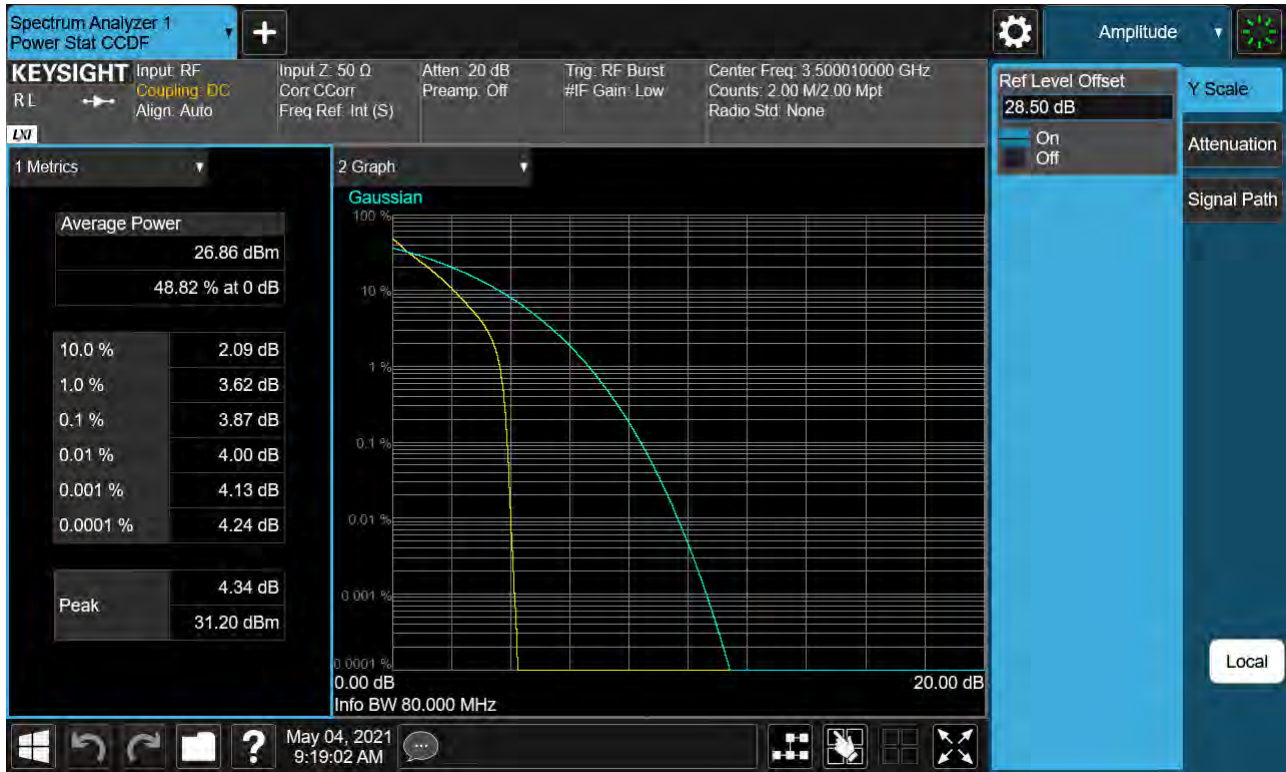 Spectrum Analyzer 1
Power Stat CCDF
+
Amplitude
KEYSIGHT
RL
LXI
Input: RF
Coupling: DC
Align: Auto
Input Z: 50 Ω
Corr CCorr
Freq Ref: Int (S)
Atten: 20 dB
Preamp: Off
Trig: RF Burst
#IF Gain: Low
Center Freq: 3.500010000 GHz
Counts: 2.00 M/2.00 Mpt
Radio Std: None
Ref Level Offset
28.50 dB
On
Off
Y Scale
Attenuation
Signal Path
Local
1 Metrics
Average Power
26.86 dBm
48.82 % at 0 dB
10.0 % 2.09 dB
1.0 % 3.62 dB
0.1 % 3.87 dB
0.01 % 4.00 dB
0.001 % 4.13 dB
0.0001 % 4.24 dB
Peak
4.34 dB
31.20 dBm
2 Graph
Gaussian
100 %
10 %
1 %
0.1 %
0.01 %
0.001 %
0.0001 %
0.00 dB 20.00 dB
Info BW 80.000 MHz
?
May 04, 2021
9:19:02 AM